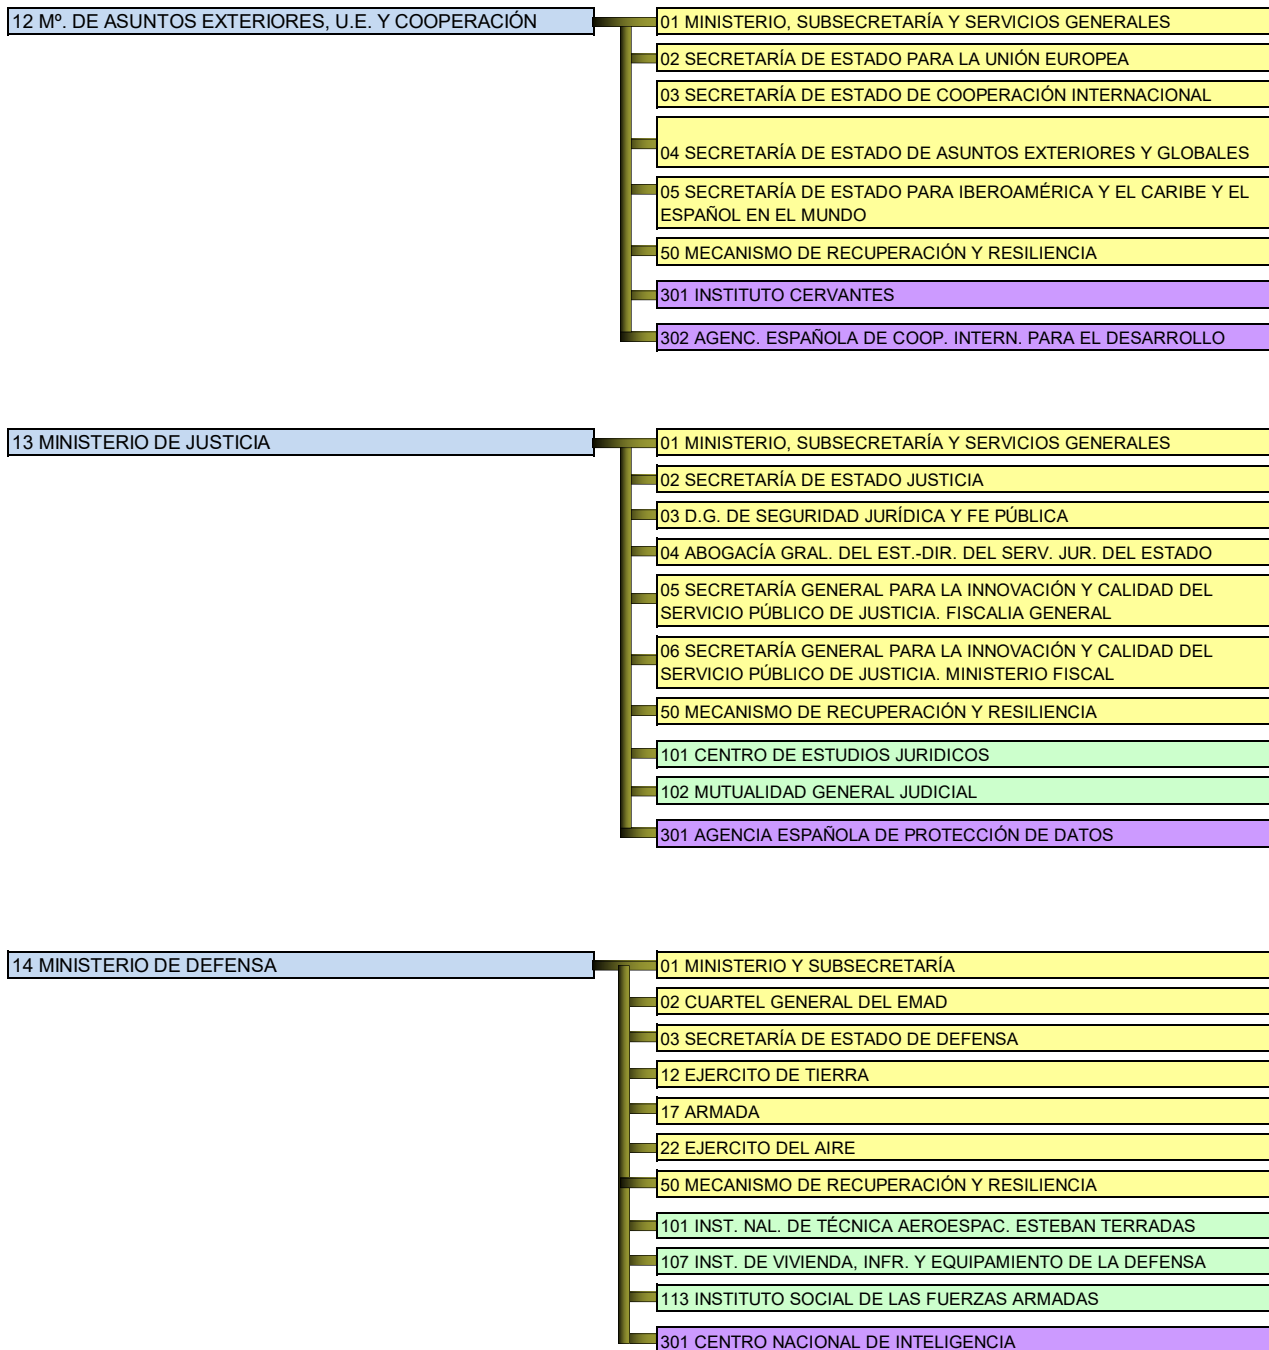 12 Mº. DE ASUNTOS EXTERIORES, U.E. Y COOPERACIÓN
01 MINISTERIO, SUBSECRETARÍA Y SERVICIOS GENERALES
02 SECRETARÍA DE ESTADO PARA LA UNIÓN EUROPEA
03 SECRETARÍA DE ESTADO DE COOPERACIÓN INTERNACIONAL
04 SECRETARÍA DE ESTADO DE ASUNTOS EXTERIORES Y GLOBALES
05 SECRETARÍA DE ESTADO PARA IBEROAMÉRICA Y EL CARIBE Y EL
ESPAÑOL EN EL MUNDO
50 MECANISMO DE RECUPERACIÓN Y RESILIENCIA
301 INSTITUTO CERVANTES
302 AGENC. ESPAÑOLA DE COOP. INTERN. PARA EL DESARROLLO
13 MINISTERIO DE JUSTICIA
01 MINISTERIO, SUBSECRETARÍA Y SERVICIOS GENERALES
02 SECRETARÍA DE ESTADO JUSTICIA
03 D.G. DE SEGURIDAD JURÍDICA Y FE PÚBLICA
04 ABOGACÍA GRAL. DEL EST.-DIR. DEL SERV. JUR. DEL ESTADO
05 SECRETARÍA GENERAL PARA LA INNOVACIÓN Y CALIDAD DEL
SERVICIO PÚBLICO DE JUSTICIA. FISCALIA GENERAL
06 SECRETARÍA GENERAL PARA LA INNOVACIÓN Y CALIDAD DEL
SERVICIO PÚBLICO DE JUSTICIA. MINISTERIO FISCAL
50 MECANISMO DE RECUPERACIÓN Y RESILIENCIA
101 CENTRO DE ESTUDIOS JURIDICOS
102 MUTUALIDAD GENERAL JUDICIAL
301 AGENCIA ESPAÑOLA DE PROTECCIÓN DE DATOS
14 MINISTERIO DE DEFENSA
01 MINISTERIO Y SUBSECRETARÍA
02 CUARTEL GENERAL DEL EMAD
03 SECRETARÍA DE ESTADO DE DEFENSA
12 EJERCITO DE TIERRA
17 ARMADA
22 EJERCITO DEL AIRE
50 MECANISMO DE RECUPERACIÓN Y RESILIENCIA
101 INST. NAL. DE TÉCNICA AEROESPAC. ESTEBAN TERRADAS
107 INST. DE VIVIENDA, INFR. Y EQUIPAMIENTO DE LA DEFENSA
113 INSTITUTO SOCIAL DE LAS FUERZAS ARMADAS
301 CENTRO NACIONAL DE INTELIGENCIA